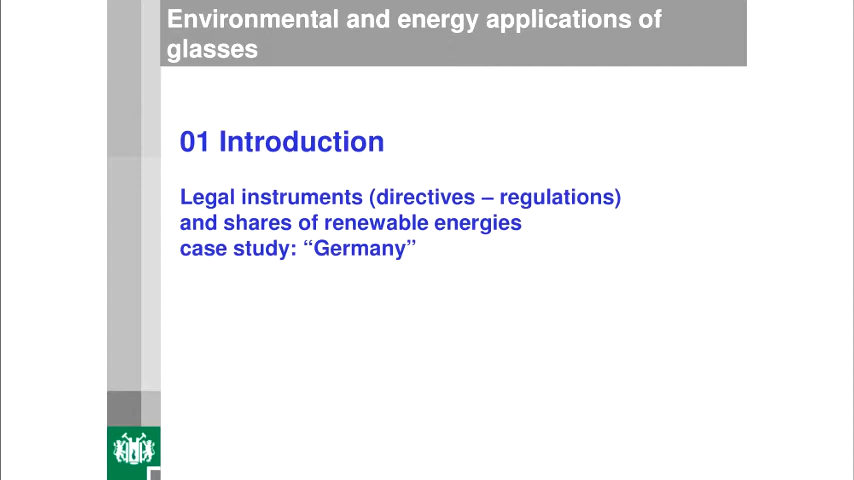 Environmental and energy applications of
glasses
01 Introduction
Legal instruments (directives – regulations)
and shares of renewable energies
case study: “Germany”